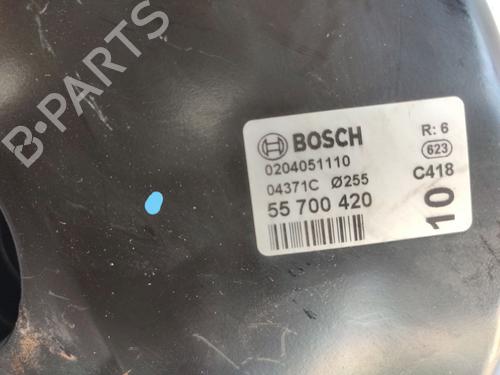 B-PARTS
BOSCH
R: 6
0204051110
623
04371C Ø255
C418
55 700 420
10